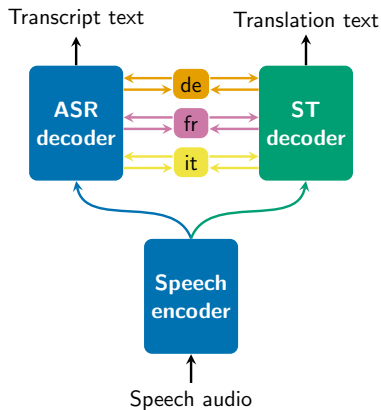 Transcript text
Translation text
ASR
decoder
de
fr
it
ST
decoder
Speech
encoder
Speech audio